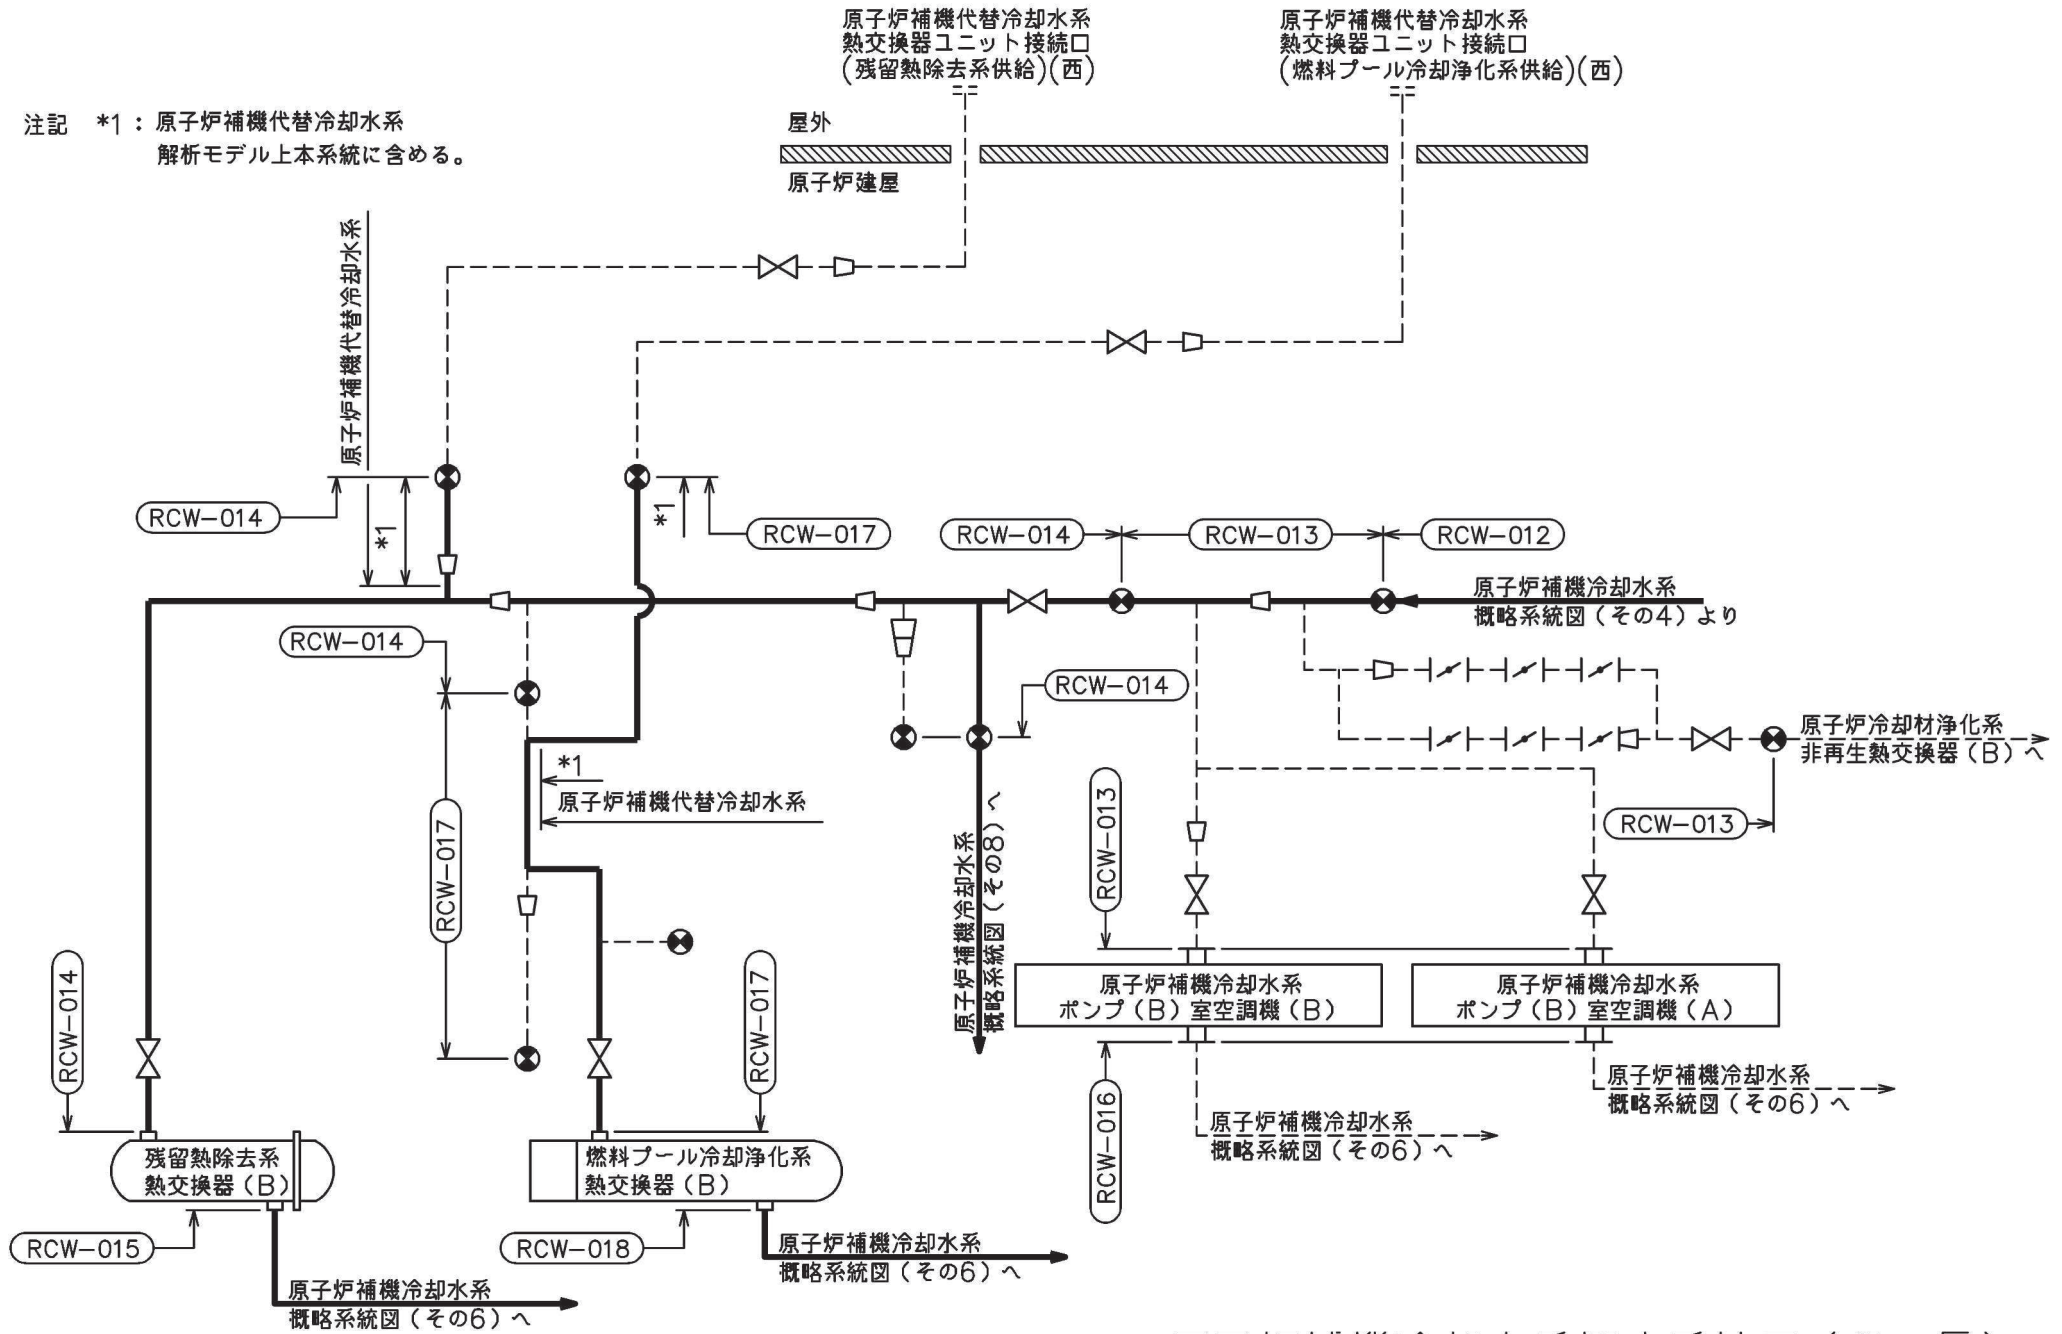 原子炉補機代替冷却水系
熱交換器ユニット接続口
(残留熱除去系供給)(西)
原子炉補機代替冷却水系
熱交換器ユニット接続口
(燃料プール冷却浄化系供給)(西)
注記 *1:原子炉補機代替冷却水系
解析モデル上本系統に含める。
屋外
原子炉建屋
原子炉補機代替冷却水系
RCW-014
*1
*1
RCW-017
RCW-014
RCW-013
RCW-012
原子炉補機冷却水系
概略系統図(その4)より
RCW-014
RCW-014
原子炉冷却材浄化系
非再生熱交換器(B)へ
*1
原子炉補機代替冷却水系
RCW-017
原子炉補機冷却水系
概略系統図(その8)へ
RCW-013
RCW-013
RCW-014
RCW-017
原子炉補機冷却水系
ポンプ(B)室空調機(B)
原子炉補機冷却水系
ポンプ(B)室空調機(A)
RCW-016
原子炉補機冷却水系
概略系統図(その6)へ
原子炉補機冷却水系
概略系統図(その6)へ
残留熱除去系
熱交換器(B)
燃料プール冷却浄化系
熱交換器(B)
RCW-015
RCW-018
原子炉補機冷却水系
概略系統図(その6)へ
原子炉補機冷却水系
概略系統図(その6)へ